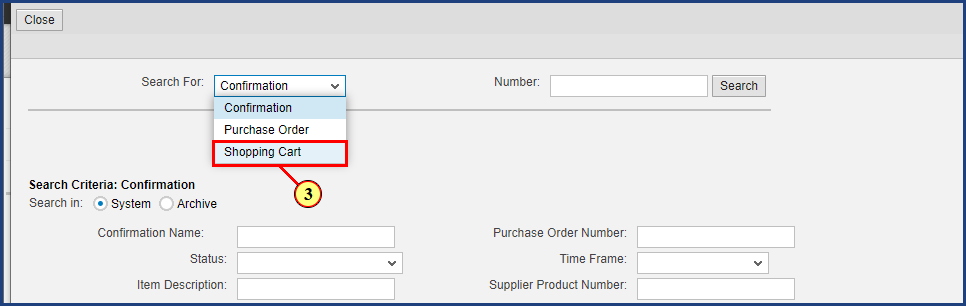 Close
Search For: Confirmation Number: Search
Confirmation
Purchase Order
Shopping Cart
3
Search Criteria: Confirmation
Search in: System Archive
Confirmation Name: Purchase Order Number:
Status: Time Frame:
Item Description: Supplier Product Number: